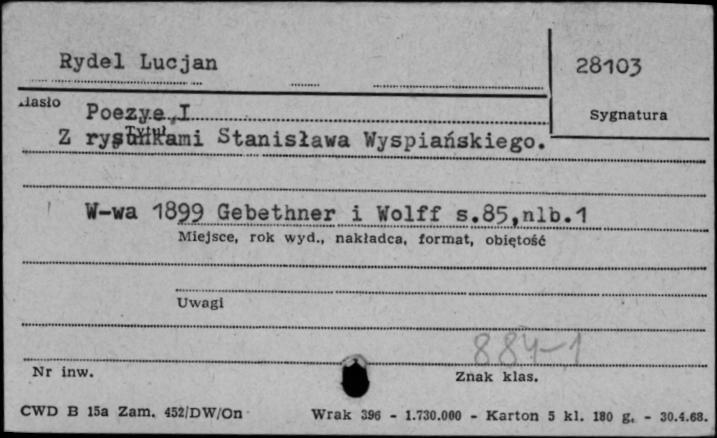 Rydel Lucjan
28103
Hasło
Sygnatura
Poezye I
Tytuł
Z rysunkami Stanisława Wyspiańskiego.
W-wa 1899 Gebethner i Wolff s.85,nlb.1
Miejsce, rok wyd., nakładca, format, objętość
Uwagi
884-1
Nr inw.
Znak klas.
CWD B 15a Zam. 452/DW/On
Wrak 396 - 1.730.000 - Karton 5 kl. 180 g. - 30.4.68.